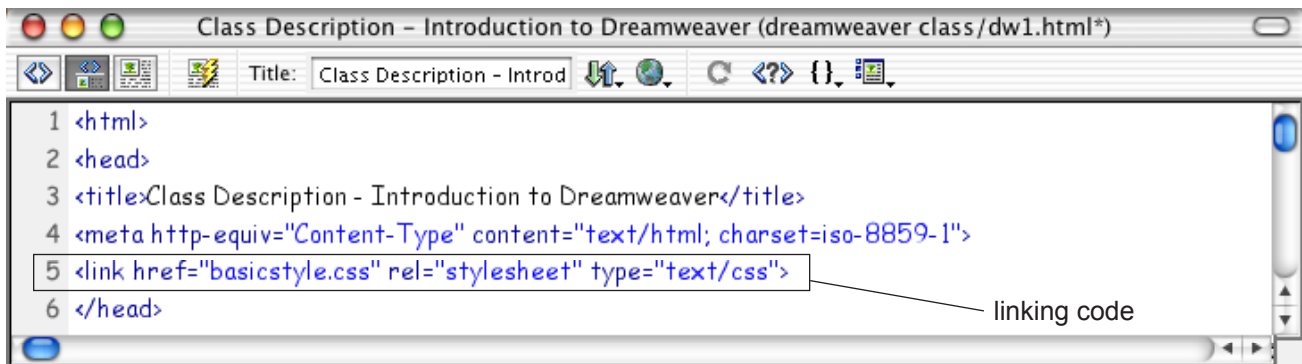 Class Description – Introduction to Dreamweaver (dreamweaver class/dw1.html*)
Title: Class Description - Introd
1 <html>
2 <head>
3 <title>Class Description - Introduction to Dreamweaver</title>
4 <meta http-equiv="Content-Type" content="text/html; charset=iso-8859-1">
5 <link href="basicstyle.css" rel="stylesheet" type="text/css">
6 </head>
linking code